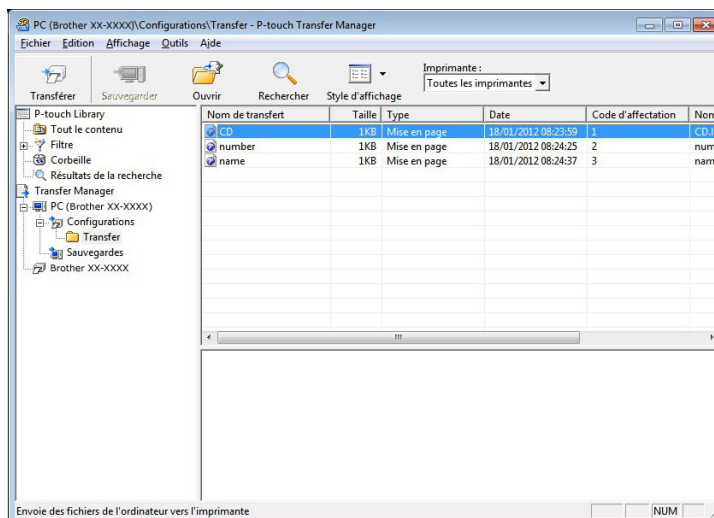 PC (Brother XX-XXXX)\Configurations\Transfer - P-touch Transfer Manager
Fichier Edition Affichage Outils Aide
Transférer Sauvegarder Ouvrir Rechercher Style d'affichage
Imprimante :
Toutes les imprimantes
P-touch Library
Tout le contenu
Filtre
Corbeille
Résultats de la recherche
Transfer Manager
PC (Brother XX-XXXX)
Configurations
Transfer
Sauvegardes
Brother XX-XXXX
Nom de transfert Taille Type Date Code d'affectation Nom
CD 1KB Mise en page 18/01/2012 08:23:59 1 CD.l
number 1KB Mise en page 18/01/2012 08:24:25 2 num
name 1KB Mise en page 18/01/2012 08:24:37 3 nam
Envoie des fichiers de l'ordinateur vers l'imprimante NUM